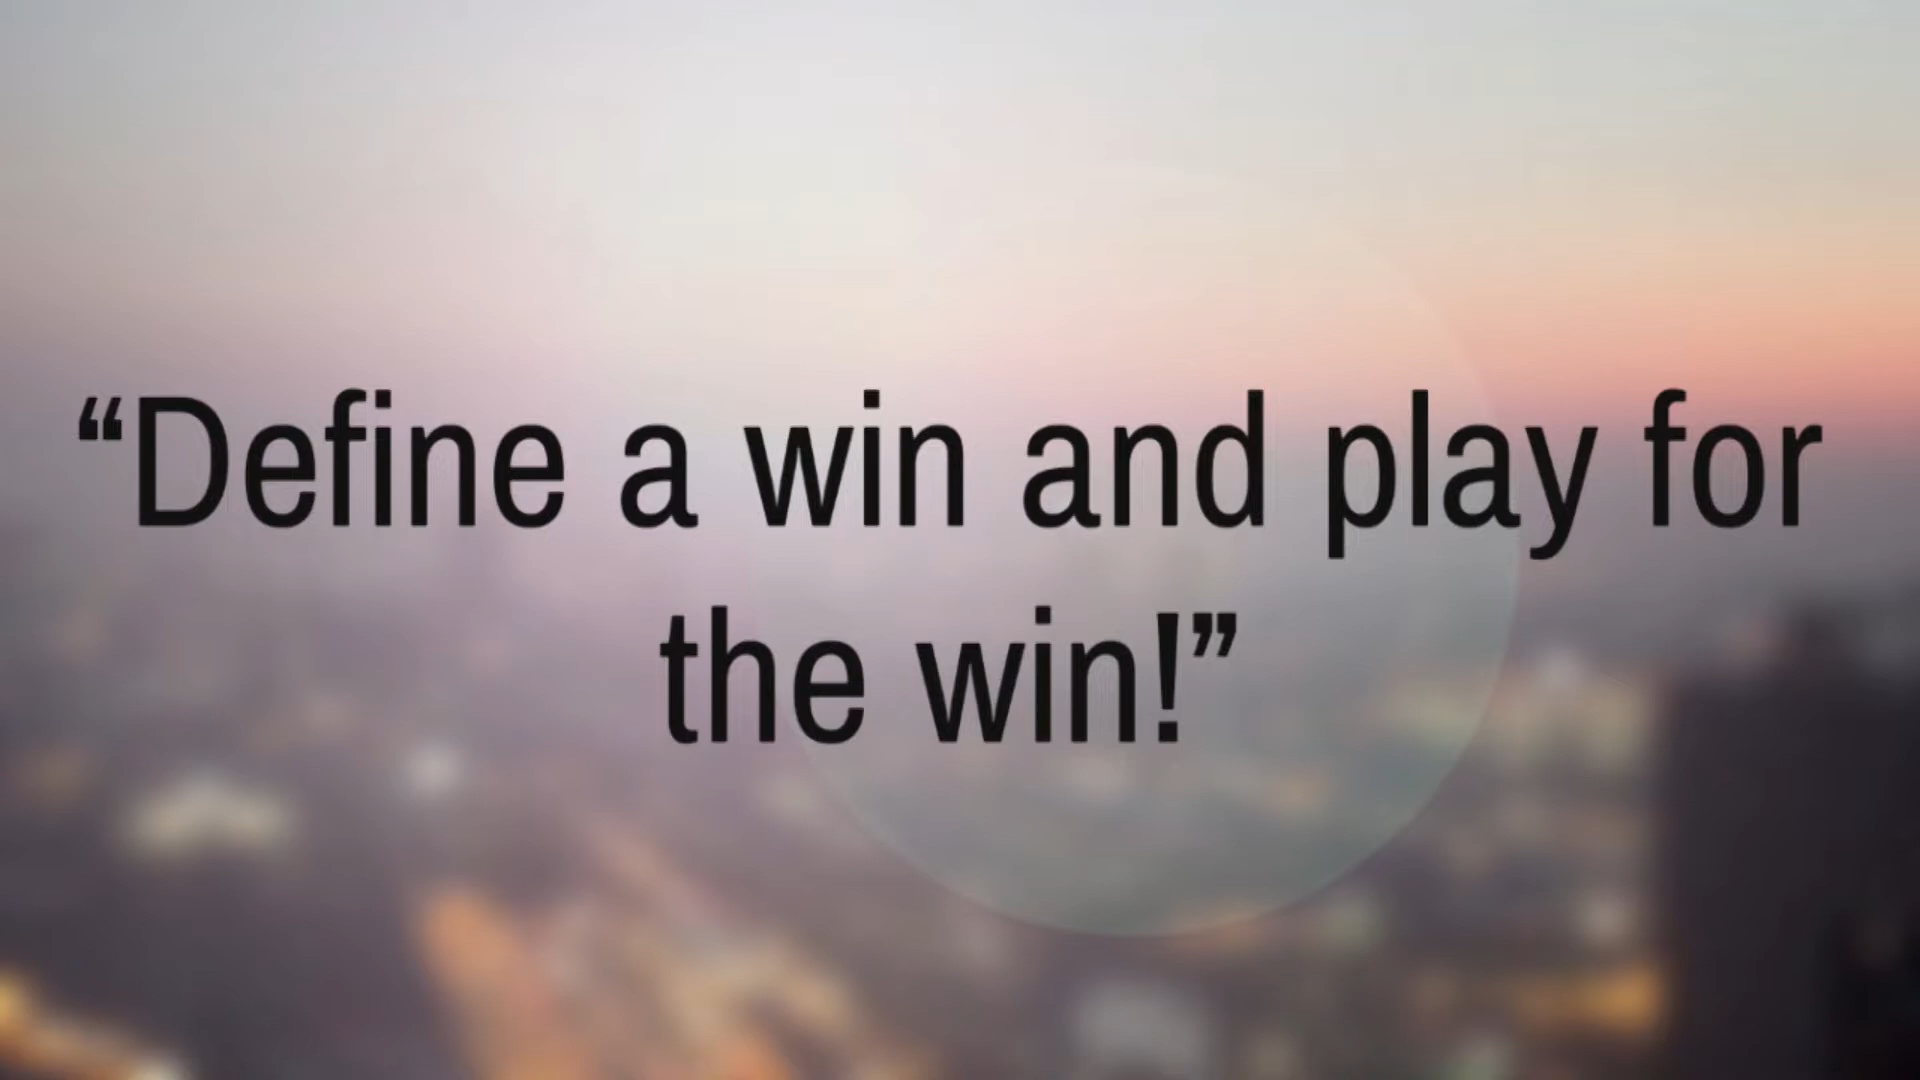 “Define a win and play for
the win!”